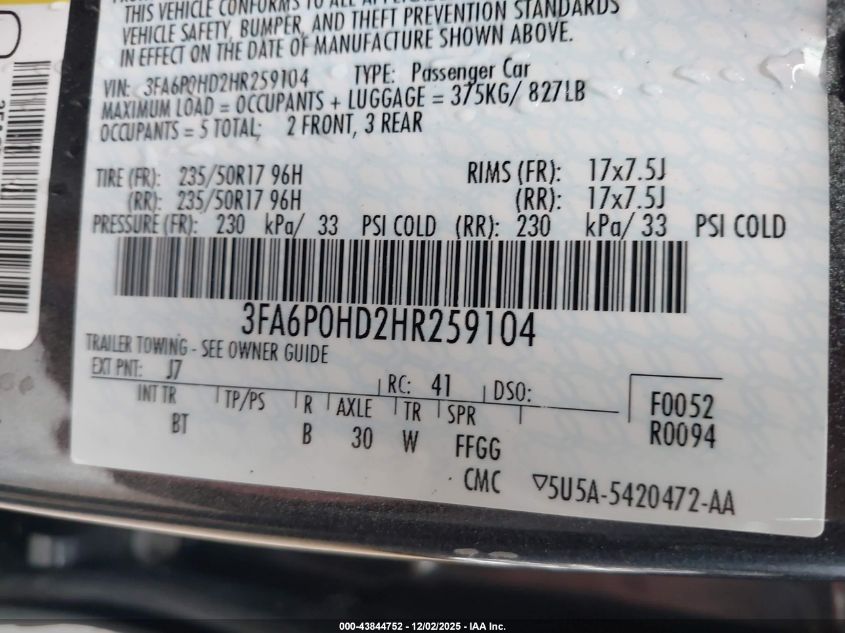 THIS VEHICLE CONFORMS TO ALL
VEHICLE SAFETY, BUMPER, AND THEFT PREVENTION STANDARDS
IN EFFECT ON THE DATE OF MANUFACTURE SHOWN ABOVE.
VIN: 3FA6P0HD2HR259104 TYPE: Passenger Car
MAXIMUM LOAD = OCCUPANTS + LUGGAGE = 375KG/ 827LB
OCCUPANTS = 5 TOTAL; 2 FRONT, 3 REAR
TIRE (FR): 235/50R17 96H RIMS (FR): 17x7.5J
(RR): 235/50R17 96H (RR): 17x7.5J
PRESSURE (FR): 230 kPa/ 33 PSI COLD (RR): 230 kPa/ 33 PSI COLD
3FA6P0HD2HR259104
TRAILER TOWING - SEE OWNER GUIDE
EXT PNT: J7 RC: 41 DSO: F0052
INT TR TP/PS R AXLE TR SPR R0094
BT B 30 W FFGG
CMC ▽5U5A-5420472-AA
000-43844752 - 12/02/2025 - IAA Inc.